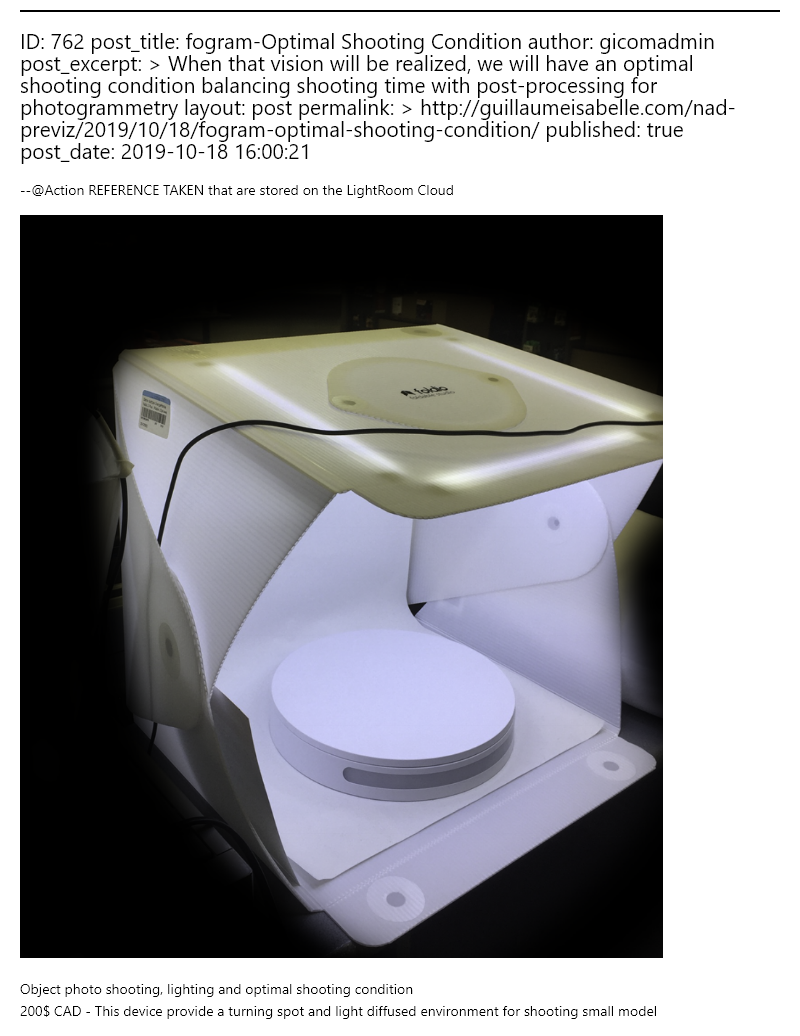 ID: 762 post_title: fogram-Optimal Shooting Condition author: gicomadmin
post_excerpt: > When that vision will be realized, we will have an optimal
shooting condition balancing shooting time with post-processing for
photogrammetry layout: post permalink: > http://guillaumeisabelle.com/nad-
previz/2019/10/18/fogram-optimal-shooting-condition/ published: true
post_date: 2019-10-18 16:00:21
--@Action REFERENCE TAKEN that are stored on the LightRoom Cloud
foldio
Object photo shooting, lighting and optimal shooting condition
200$ CAD - This device provide a turning spot and light diffused environment for shooting small model